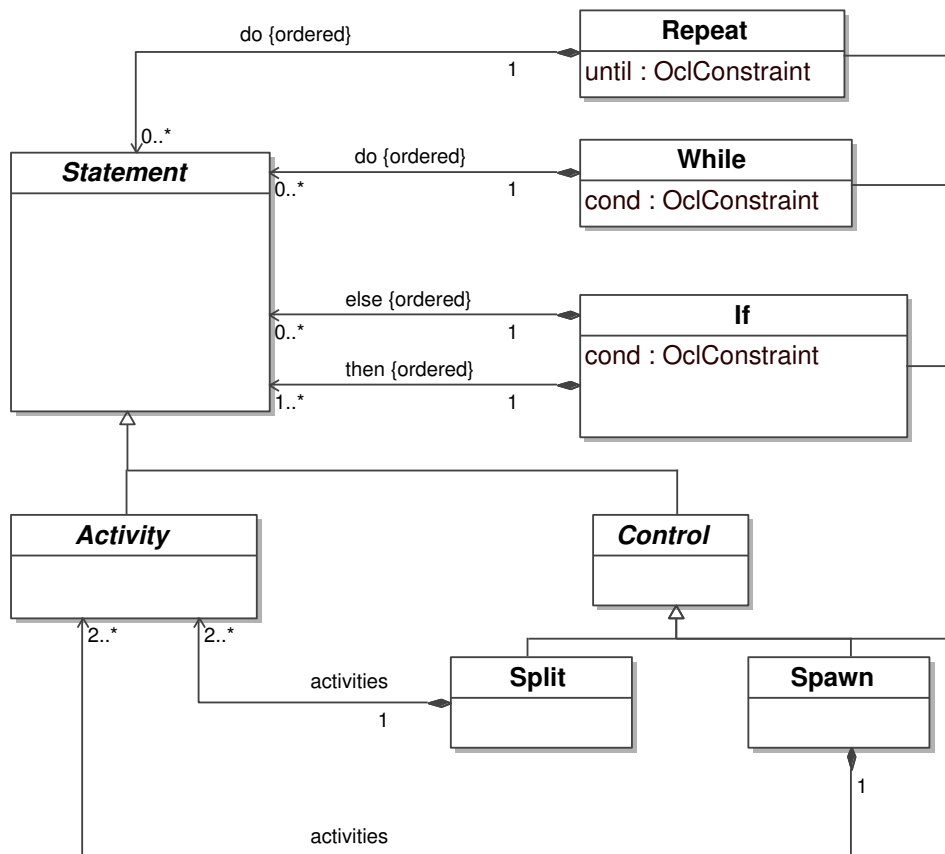 do {ordered}
1
0..*
Repeat
until : OclConstraint
Statement
do {ordered}
0..*
1
While
cond : OclConstraint
else {ordered}
0..*
1
then {ordered}
1..*
1
If
cond : OclConstraint
Activity
Control
2..*
2..*
activities
1
Split
Spawn
1
activities